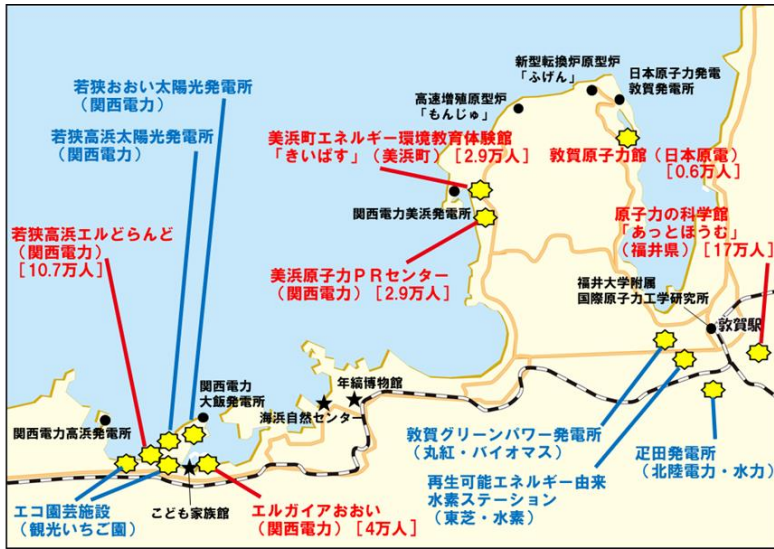 若狭おおい太陽光発電所
(関西電力)
若狭高浜太陽光発電所
(関西電力)
若狭高浜エルどらんど
(関西電力)
[10.7万人]
高速増殖原型炉
「もんじゅ」
新型転換炉原型炉
「ふげん」
日本原子力発電
敦賀発電所
美浜町エネルギー環境教育体験館
「きいぱす」(美浜町)[2.9万人]
敦賀原子力館(日本原電)
[0.6万人]
関西電力美浜発電所
原子力の科学館
「あっとほうむ」
(福井県)[17万人]
美浜原子力PRセンター
(関西電力)[2.9万人]
福井大学附属
国際原子力工学研究所
敦賀駅
関西電力
大飯発電所
年縞博物館
海浜自然センター
関西電力高浜発電所
敦賀グリーンパワー発電所
(丸紅・バイオマス)
疋田発電所
(北陸電力・水力)
再生可能エネルギー由来
水素ステーション
(東芝・水素)
エコ園芸施設
(観光いちご園)
こども家族館
エルガイアおおい
(関西電力)[4万人]